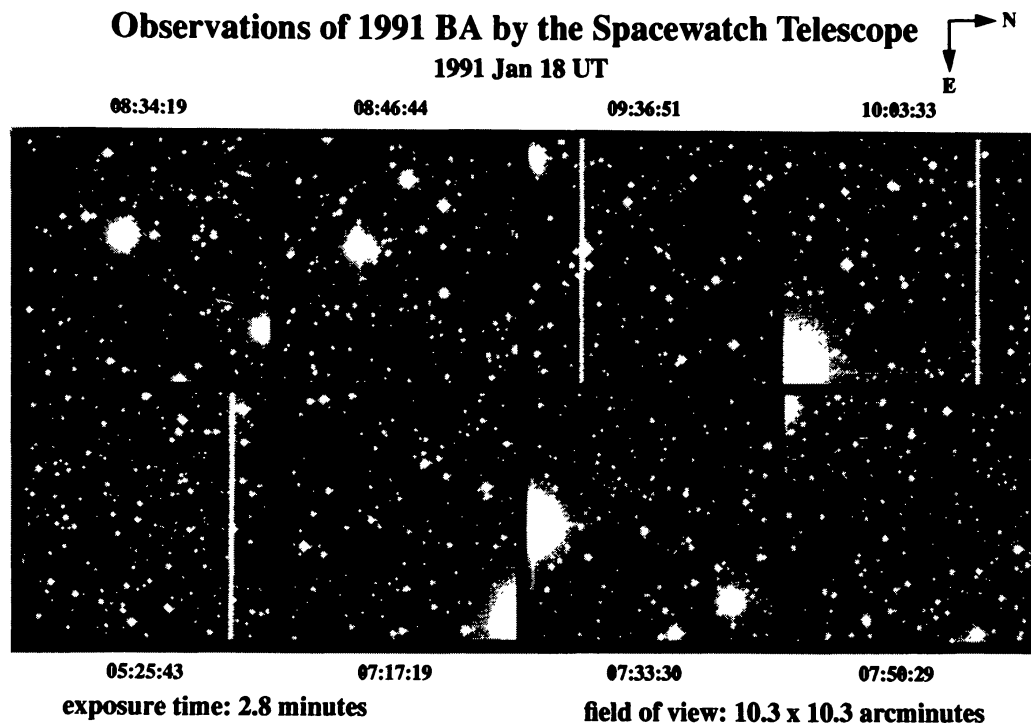 Observations of 1991 BA by the Spacewatch Telescope
N
1991 Jan 18 UT
E
08:34:19 08:46:44 09:36:51 10:03:33
05:25:43 07:17:19 07:33:30 07:50:29
exposure time: 2.8 minutes field of view: 10.3 x 10.3 arcminutes